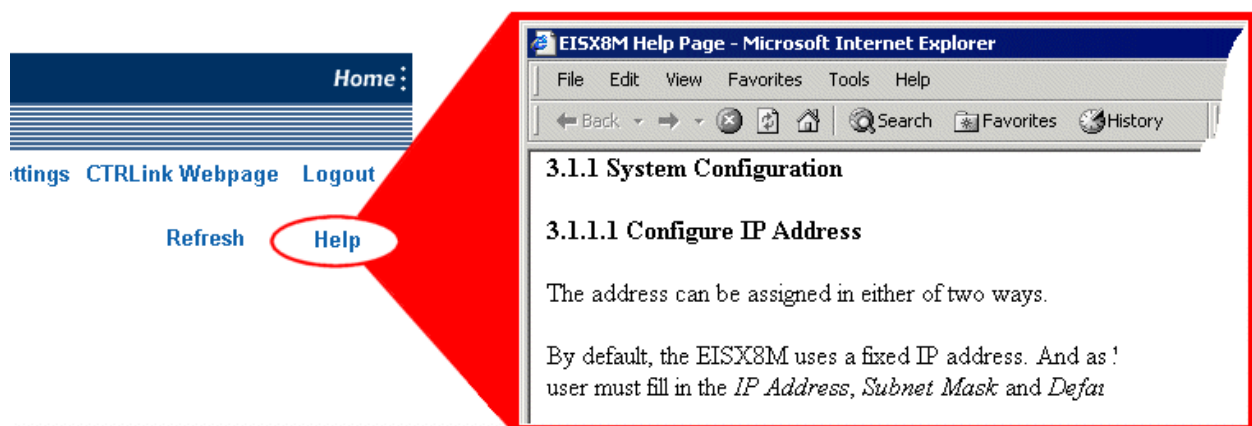 Home
ttings CTRLink Webpage Logout
Refresh Help
EISX8M Help Page - Microsoft Internet Explorer
File Edit View Favorites Tools Help
Back Search Favorites History
3.1.1 System Configuration
3.1.1.1 Configure IP Address
The address can be assigned in either of two ways.
By default, the EISX8M uses a fixed IP address. And as
user must fill in the IP Address, Subnet Mask and Defau